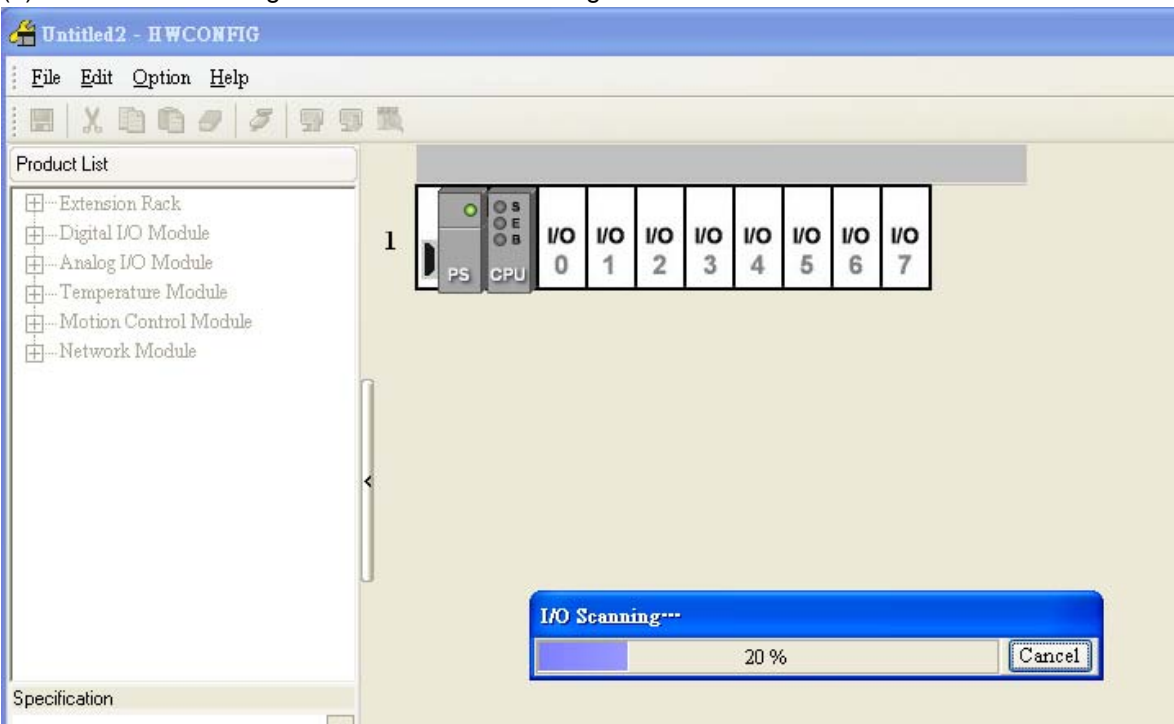 Untitled2 - HWCONFIG
File Edit Option Help
Product List
Extension Rack
Digital I/O Module
Analog I/O Module
Temperature Module
Motion Control Module
Network Module
1
PS
CPU
S
E
B
I/O I/O I/O I/O I/O I/O I/O I/O
0 1 2 3 4 5 6 7
I/O Scanning---
20 %
Cancel
Specification